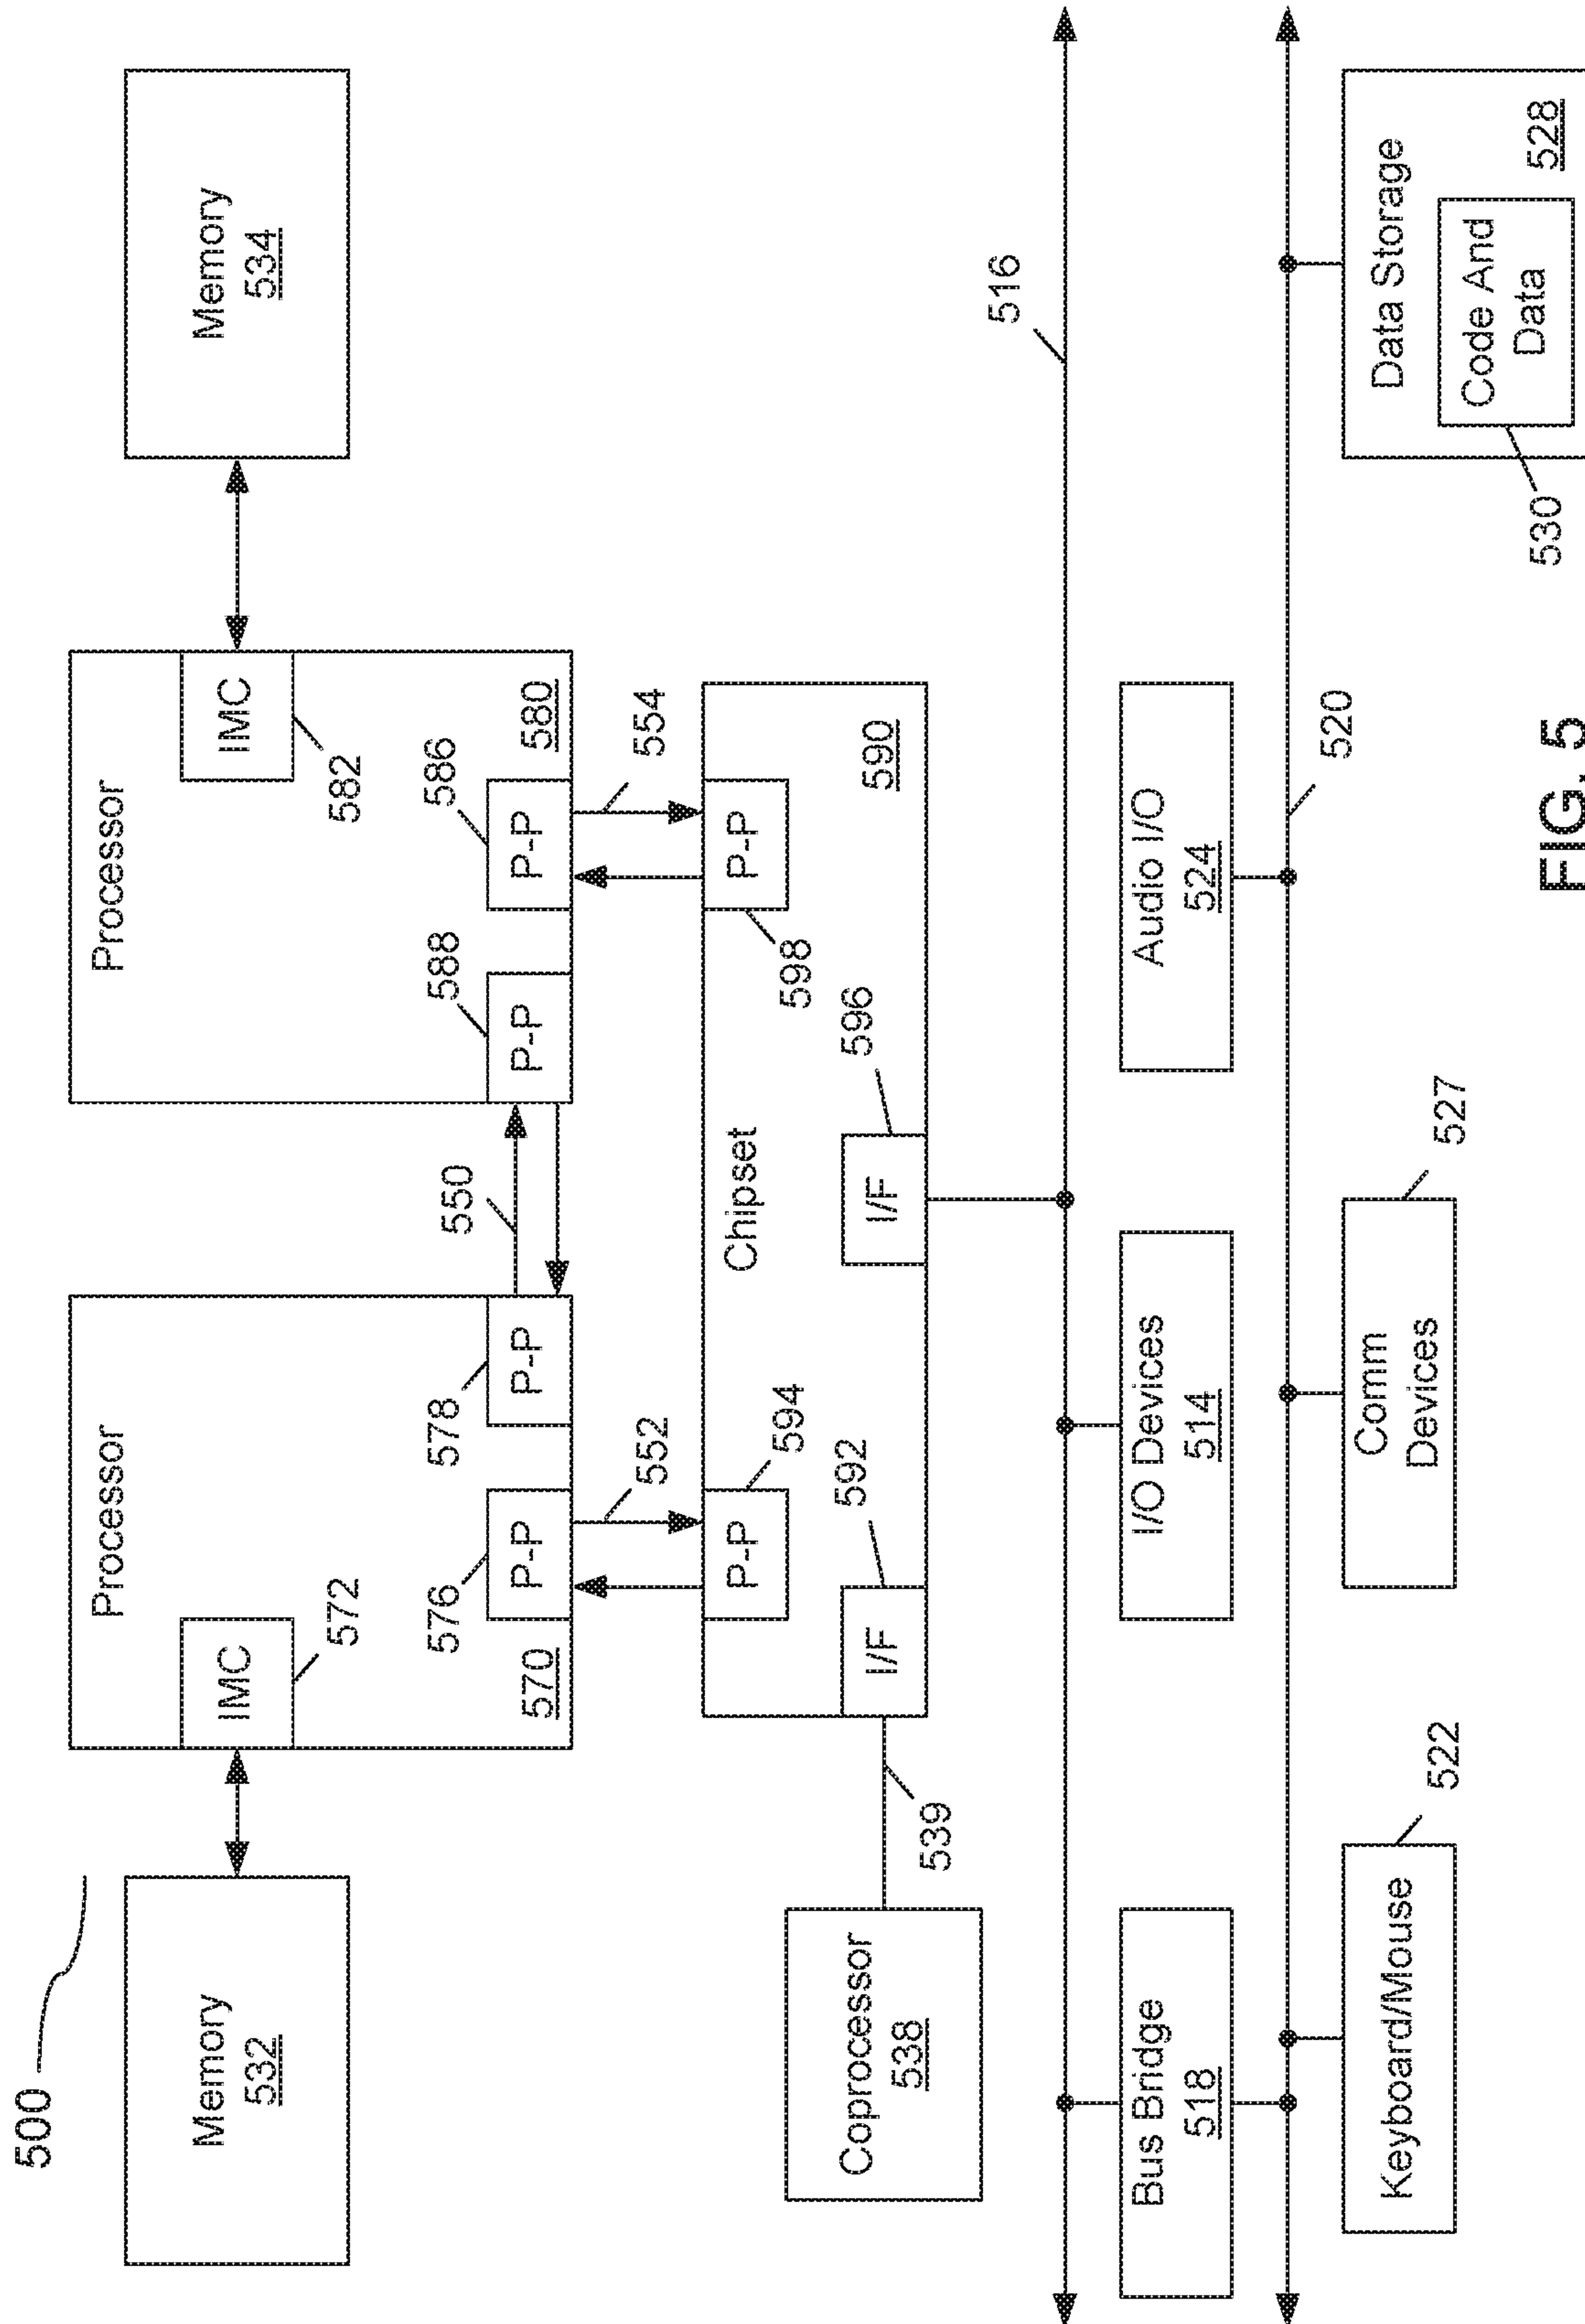 500
Memory
532
Processor
IMC
572
570
576
P-P
578
P-P
550
Processor
IMC
582
580
588
P-P
586
P-P
Memory
534
552
554
Coprocessor
538
539
Chipset
590
P-P
594
P-P
598
I/F
592
I/F
596
516
Bus Bridge
518
I/O Devices
514
Audio I/O
524
520
Keyboard/Mouse
522
Comm
Devices
527
Data Storage
528
Code And
Data
530
FIG. 5